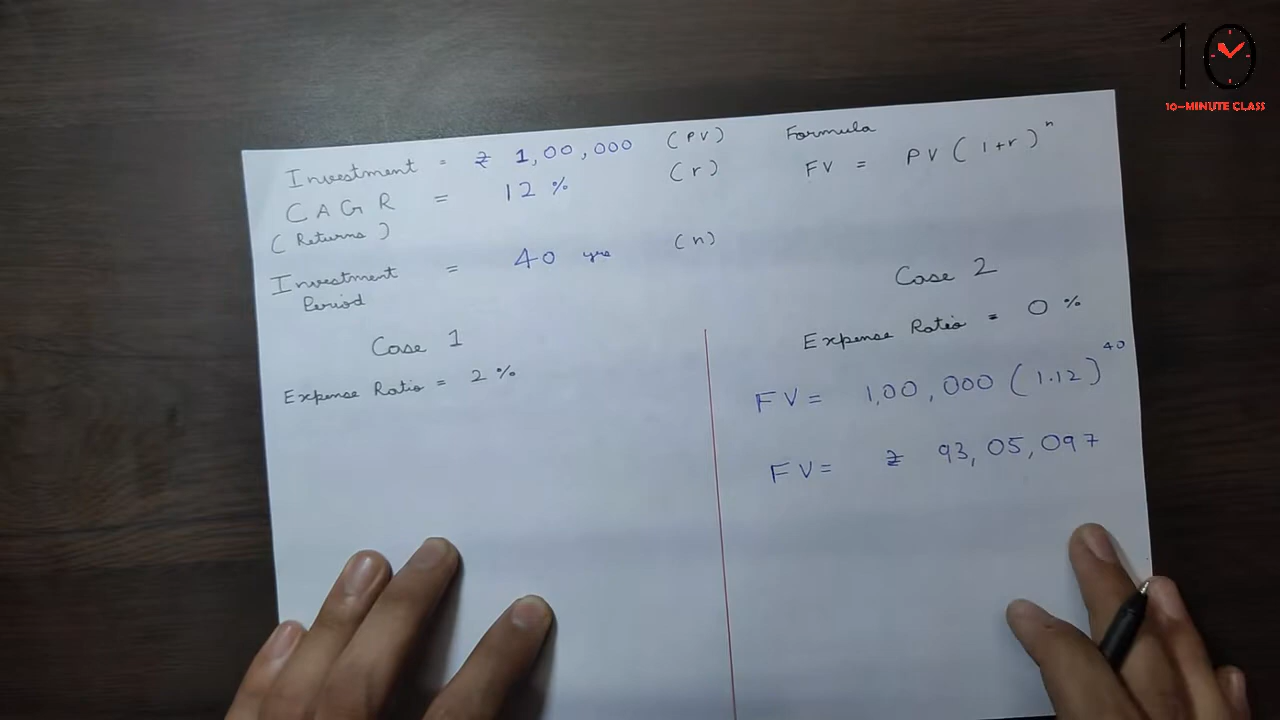 10
10-MINUTE CLASS
Investment = ₹ 1,00,000 (PV)
CAGR = 12 % (r)
(Returns)
Investment = 40 yrs (n)
Period
Formula
FV = PV (1+r)^n
Case 1
Expense Ratio = 2 %
Case 2
Expense Ratio = 0 %
FV = 1,00,000 (1.12)^40
FV = ₹ 93,05,097